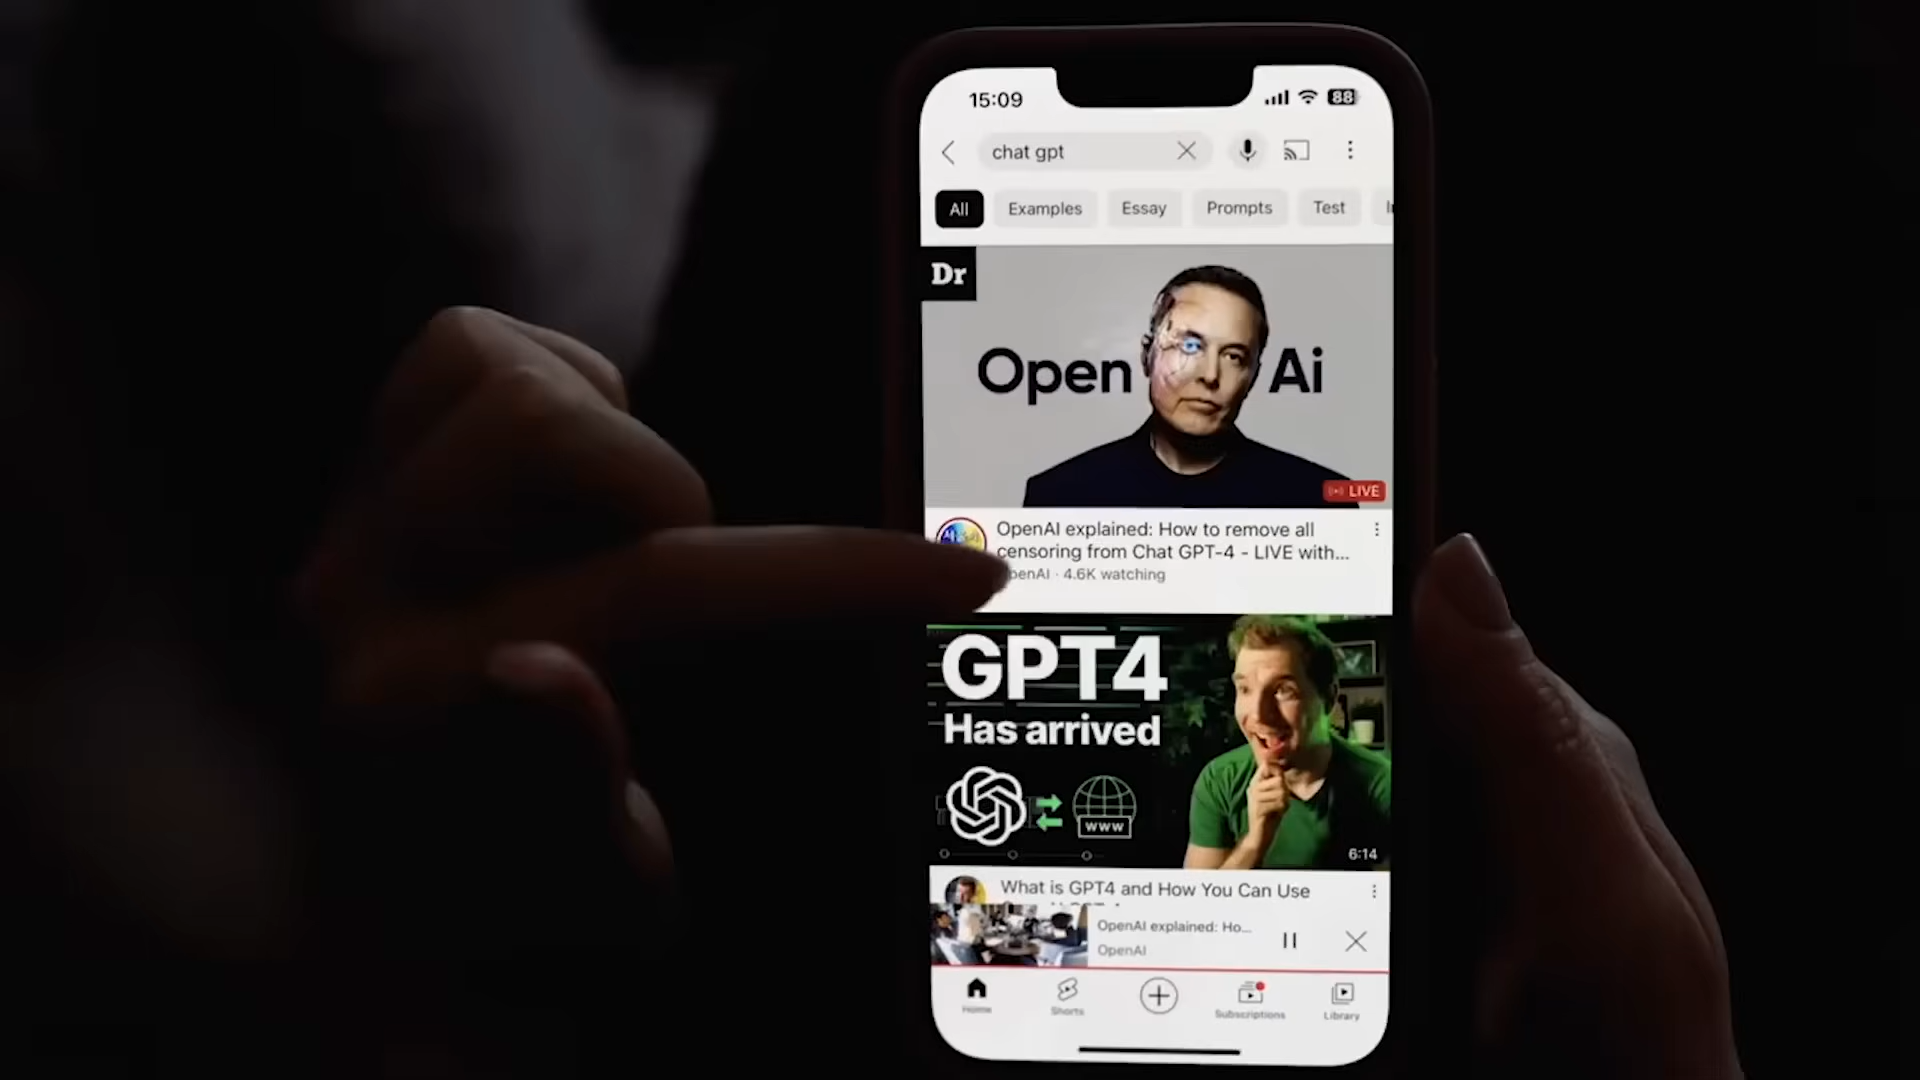 15:09
88
chat gpt
All
Examples
Essay
Prompts
Test
Dr
Open Ai
LIVE
OpenAI explained: How to remove all
censoring from Chat GPT-4 - LIVE with...
penAI · 4.6K watching
GPT4
Has arrived
www
6:14
What is GPT4 and How You Can Use
OpenAI explained: Ho...
OpenAI
Home
Shorts
Subscriptions
Library